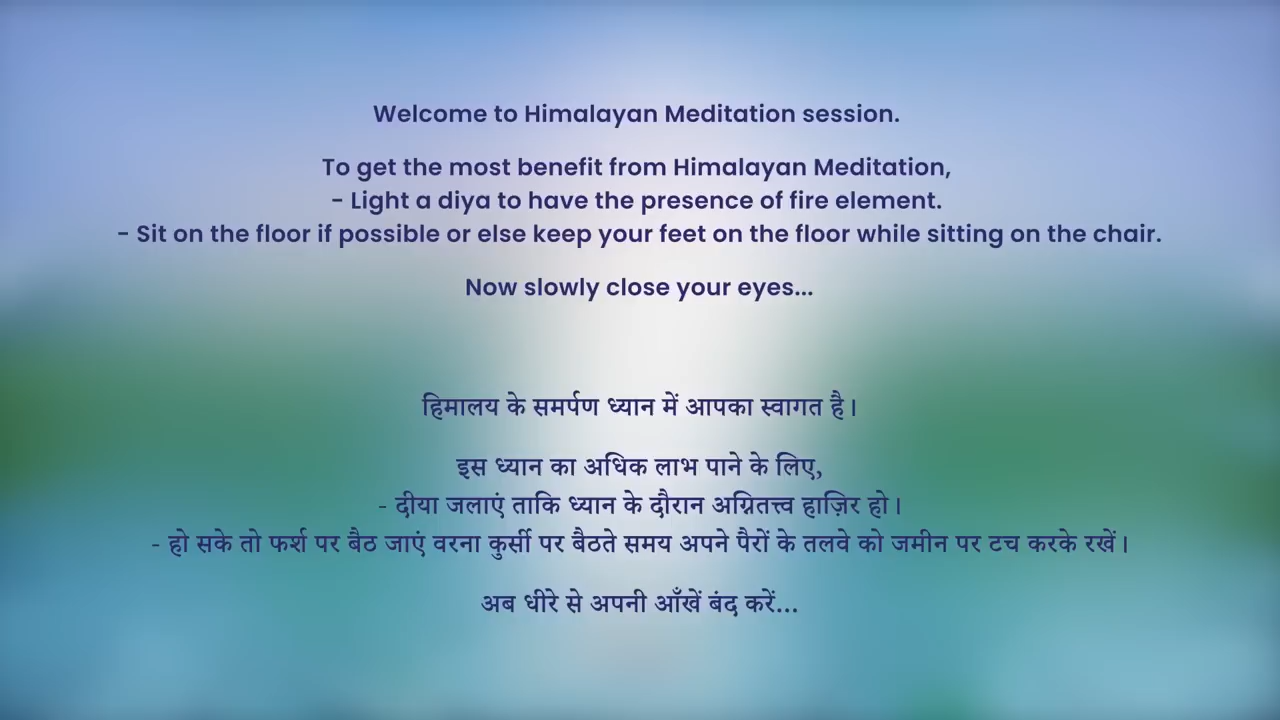 Welcome to Himalayan Meditation session.
To get the most benefit from Himalayan Meditation,
- Light a diya to have the presence of fire element.
- Sit on the floor if possible or else keep your feet on the floor while sitting on the chair.
Now slowly close your eyes...
हिमालय के समर्पण ध्यान में आपका स्वागत है।
इस ध्यान का अधिक लाभ पाने के लिए,
- दीया जलाएं ताकि ध्यान के दौरान अग्नितत्त्व हाज़िर हो।
- हो सके तो फर्श पर बैठ जाएं वरना कुर्सी पर बैठते समय अपने पैरों के तलवे को जमीन पर टच करके रखें।
अब धीरे से अपनी आँखें बंद करें...